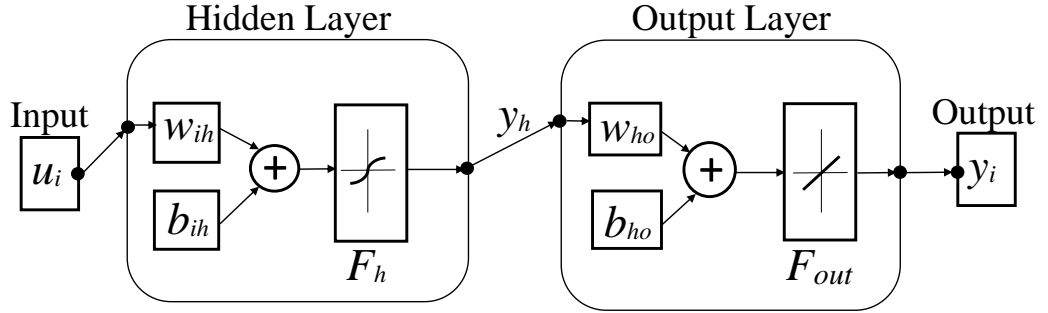 Hidden Layer
Output Layer
Input
u_i
w_ih
b_ih
+
F_h
y_h
w_ho
b_ho
+
F_out
Output
y_i